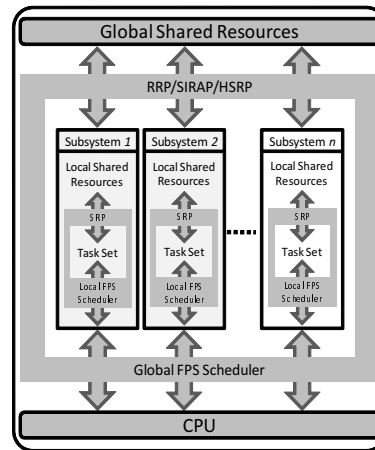 Global Shared Resources
RRP/SIRAP/HSRP
Subsystem 1
Local Shared
Resources
SRP
Task Set
Local FPS
Scheduler
Subsystem 2
Local Shared
Resources
SRP
Task Set
Local FPS
Scheduler
Subsystem n
Local Shared
Resources
SRP
Task Set
Local FPS
Scheduler
Global FPS Scheduler
CPU